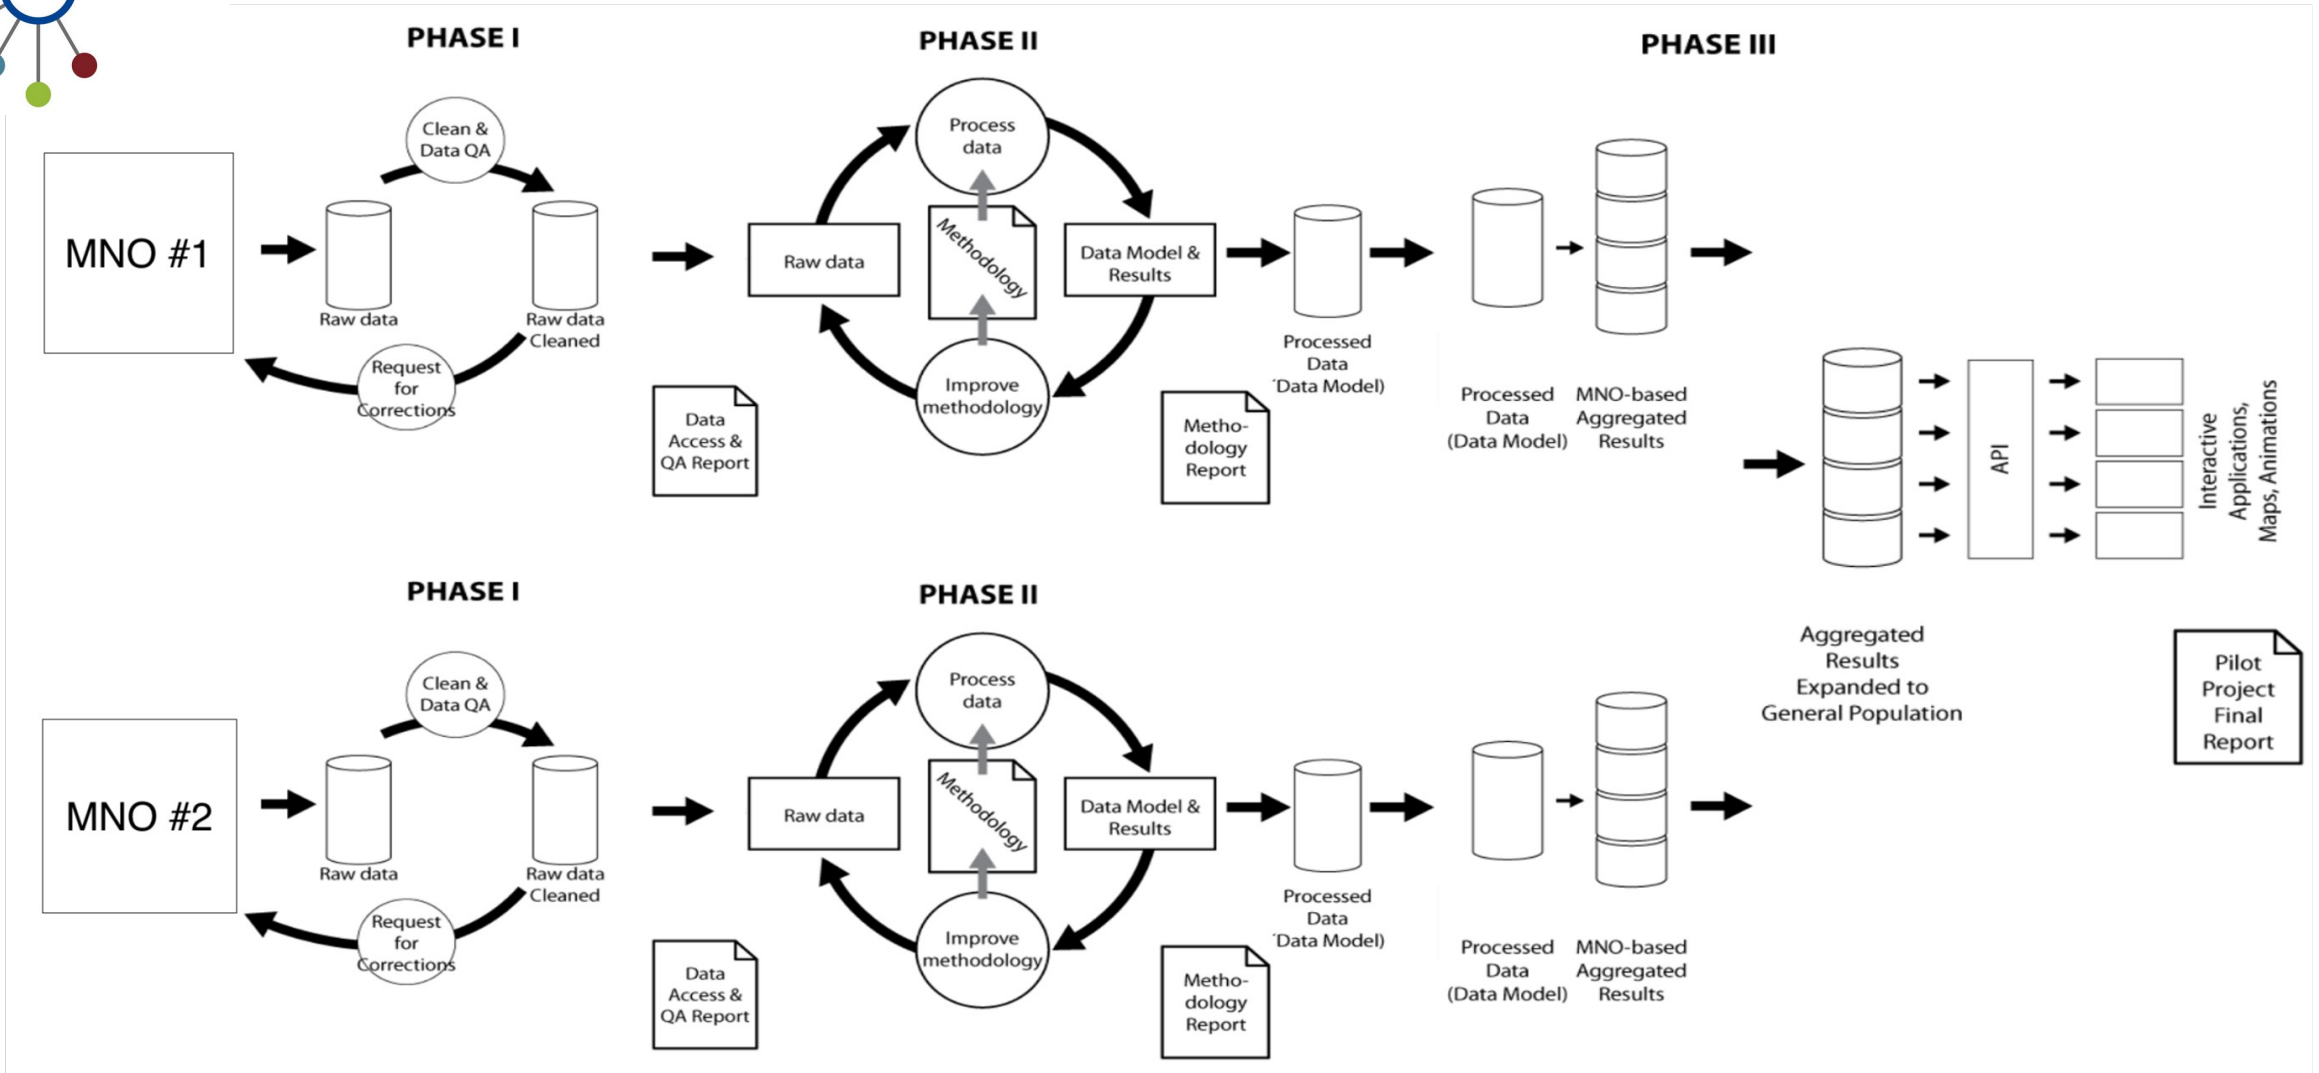 PHASE I
PHASE II
PHASE III
MNO #1
Clean &
Data QA
Raw data
Raw data
Cleaned
Request
for
Corrections
Data
Access &
QA Report
Process
data
Raw data
Methodology
Data Model &
Results
Improve
methodology
Metho-
dology
Report
Processed
Data
Data Model)
Processed
Data
(Data Model)
MNO-based
Aggregated
Results
API
Interactive
Applications,
Maps, Animations
Aggregated
Results
Expanded to
General Population
Pilot
Project
Final
Report
PHASE I
PHASE II
MNO #2
Clean &
Data QA
Raw data
Raw data
Cleaned
Request
for
Corrections
Data
Access &
QA Report
Process
data
Raw data
Methodology
Data Model &
Results
Improve
methodology
Metho-
dology
Report
Processed
Data
Data Model)
Processed
Data
(Data Model)
MNO-based
Aggregated
Results